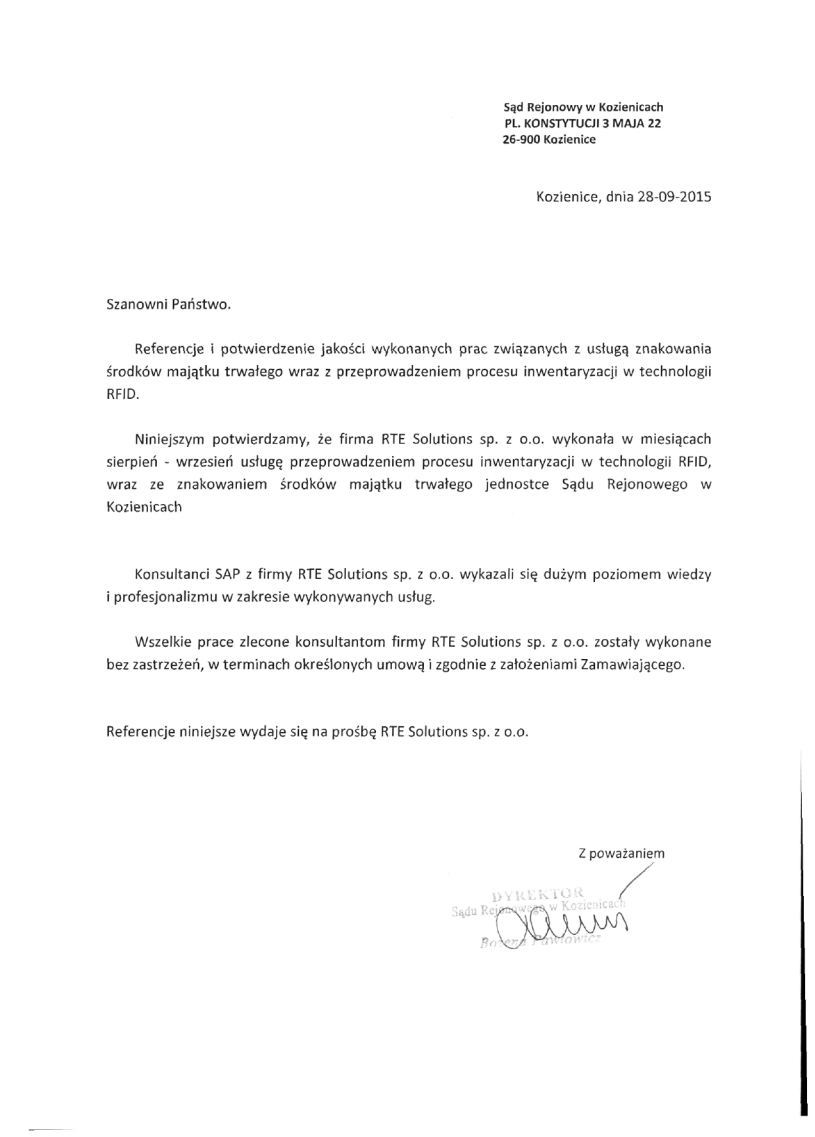 Sąd Rejonowy w Kozienicach
PL. KONSTYTUCJI 3 MAJA 22
26-900 Kozienice
Kozienice, dnia 28-09-2015
Szanowni Państwo.
Referencje i potwierdzenie jakości wykonanych prac związanych z usługą znakowania
środków majątku trwałego wraz z przeprowadzeniem procesu inwentaryzacji w technologii
RFID.
Niniejszym potwierdzamy, że firma RTE Solutions sp. z o.o. wykonała w miesiącach
sierpień - wrzesień usługę przeprowadzeniem procesu inwentaryzacji w technologii RFID,
wraz ze znakowaniem środków majątku trwałego jednostce Sądu Rejonowego w
Kozienicach
Konsultanci SAP z firmy RTE Solutions sp. z o.o. wykazali się dużym poziomem wiedzy
i profesjonalizmu w zakresie wykonywanych usług.
Wszelkie prace zlecone konsultantom firmy RTE Solutions sp. z o.o. zostały wykonane
bez zastrzeżeń, w terminach określonych umową i zgodnie z założeniami Zamawiającego.
Referencje niniejsze wydaje się na prośbę RTE Solutions sp. z o.o.
Z poważaniem
DYREKTOR
Sądu Rejonowego w Kozienicach
Bożena Pawłowicz